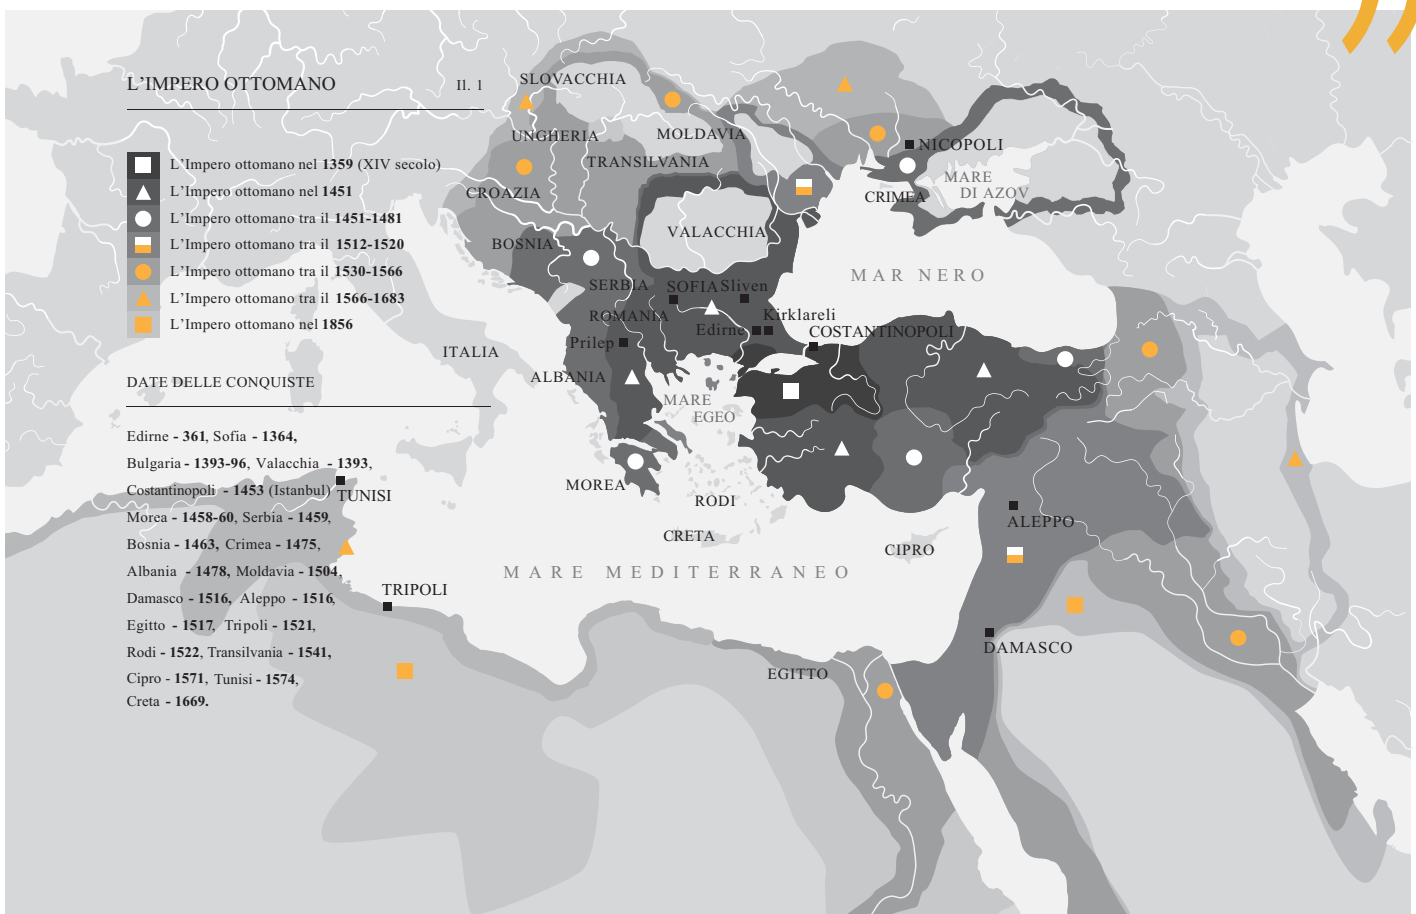 ”
L’IMPERO OTTOMANO Il. 1
L’Impero ottomano nel 1359 (XIV secolo)
L’Impero ottomano nel 1451
L’Impero ottomano tra il 1451-1481
L’Impero ottomano tra il 1512-1520
L’Impero ottomano tra il 1530-1566
L’Impero ottomano tra il 1566-1683
L’Impero ottomano nel 1856
DATE DELLE CONQUISTE
Edirne - 361, Sofia - 1364,
Bulgaria - 1393-96, Valacchia - 1393,
Costantinopoli - 1453 (Istanbul)
Morea - 1458-60, Serbia - 1459,
Bosnia - 1463, Crimea - 1475,
Albania - 1478, Moldavia - 1504,
Damasco - 1516, Aleppo - 1516,
Egitto - 1517, Tripoli - 1521,
Rodi - 1522, Transilvania - 1541,
Cipro - 1571, Tunisi - 1574,
Creta - 1669.
SLOVACCHIA
UNGHERIA
MOLDAVIA
NICOPOLI
TRANSILVANIA
MARE
DI AZOV
CROAZIA
CRIMEA
VALACCHIA
BOSNIA
MAR NERO
SERBIA
SOFIA
Sliven
ROMANIA
Kirklareli
Edirne
COSTANTINOPOLI
Prilep
ITALIA
ALBANIA
MARE
EGEO
MOREA
TUNISI
RODI
ALEPPO
CRETA
CIPRO
MARE MEDITERRANEO
TRIPOLI
DAMASCO
EGITTO